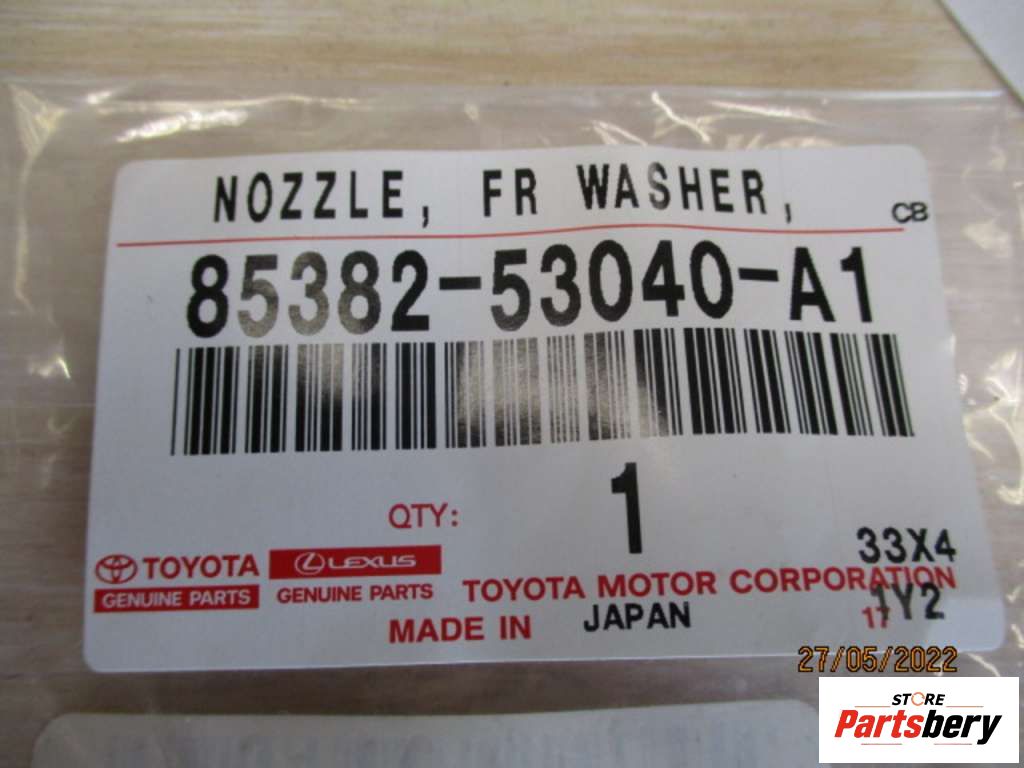 NOZZLE, FR WASHER,
CB
85382-53040-A1
QTY: 1
33X4
TOYOTA LEXUS
GENUINE PARTS GENUINE PARTS
TOYOTA MOTOR CORPORATION
MADE IN JAPAN
17 1Y2
27/05/2022
STORE
Partsbery